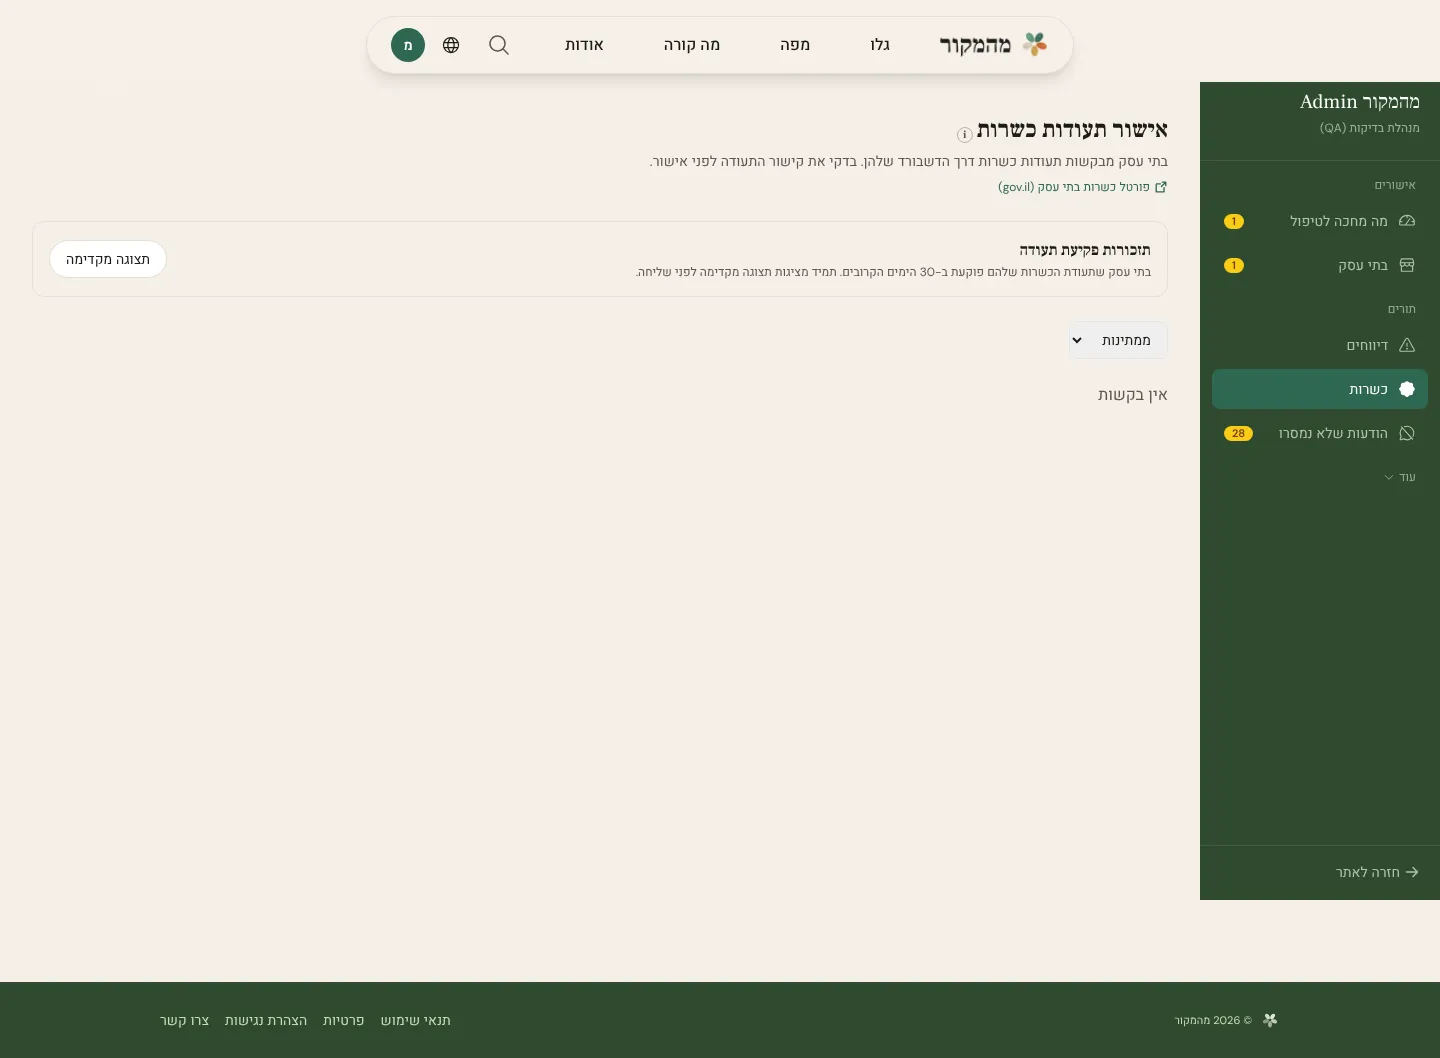 מהמקור
גלו
מפה
מה קורה
אודות
מ
מהמקור Admin
מנהלת בדיקות (QA)
אישורים
מה מחכה לטיפול
1
בתי עסק
1
תורים
דיווחים
כשרות
הודעות שלא נמסרו
28
עוד
חזרה לאתר
אישור תעודות כשרות
בתי עסק מבקשות תעודות כשרות דרך הדשבורד שלהן. בדקי את קישור התעודה לפני אישור.
פורטל כשרות בתי עסק (gov.il)
תזכורות פקיעת תעודה
בתי עסק שתעודת הכשרות שלהם פוקעת ב-30 הימים הקרובים. תמיד מציגות תצוגה מקדימה לפני שליחה.
תצוגה מקדימה
ממתינות
אין בקשות
© 2026 מהמקור
תנאי שימוש
פרטיות
הצהרת נגישות
צרו קשר